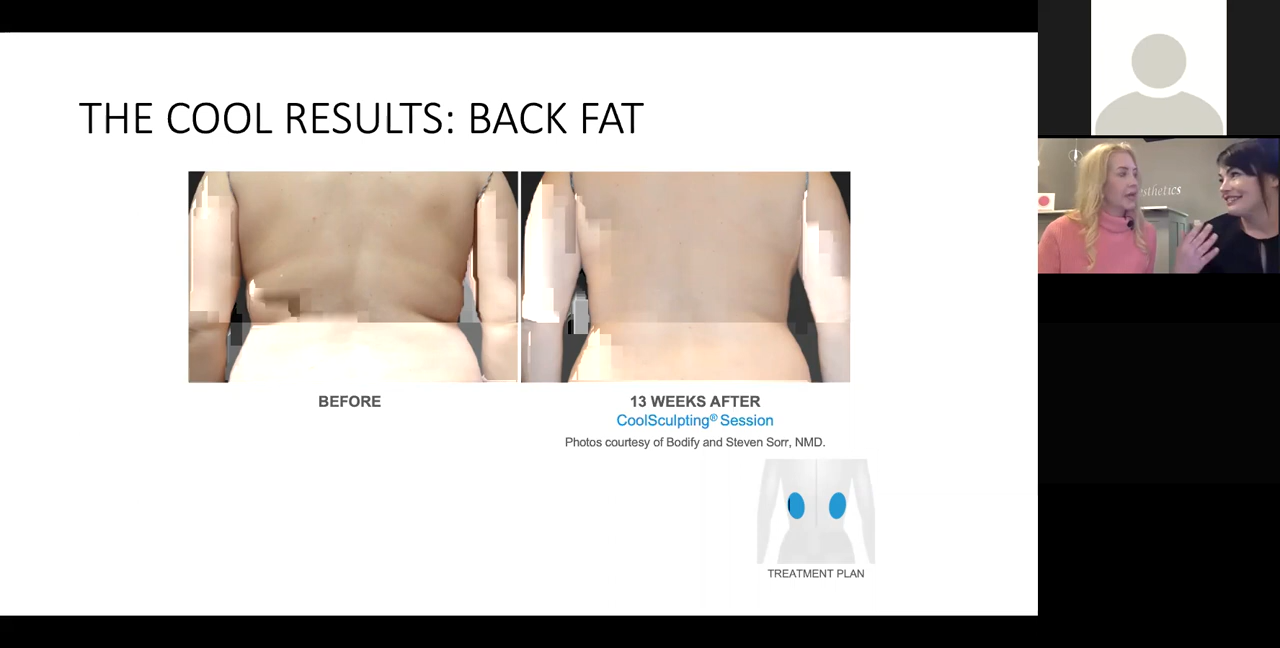 THE COOL RESULTS: BACK FAT
BEFORE
13 WEEKS AFTER
CoolSculpting® Session
Photos courtesy of Bodify and Steven Sorr, NMD.
TREATMENT PLAN